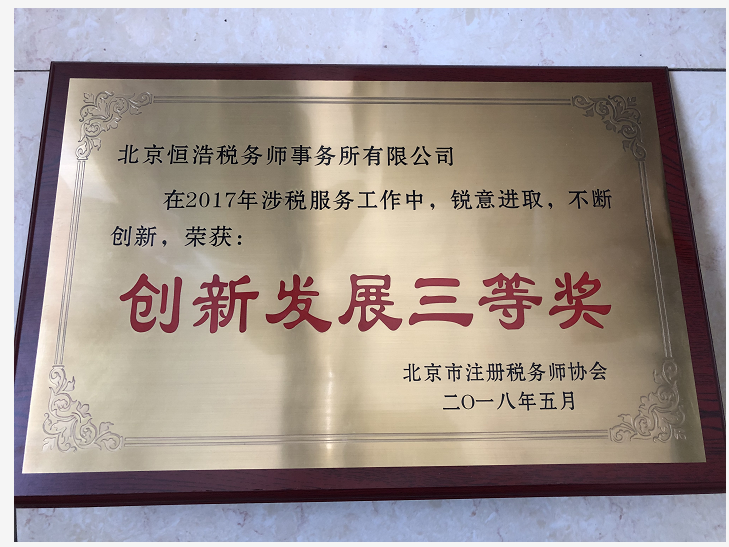 北京恒浩税务师事务所有限公司
在2017年涉税服务工作中，锐意进取，不断
创新，荣获：
创新发展三等奖
北京市注册税务师协会
二〇一八年五月